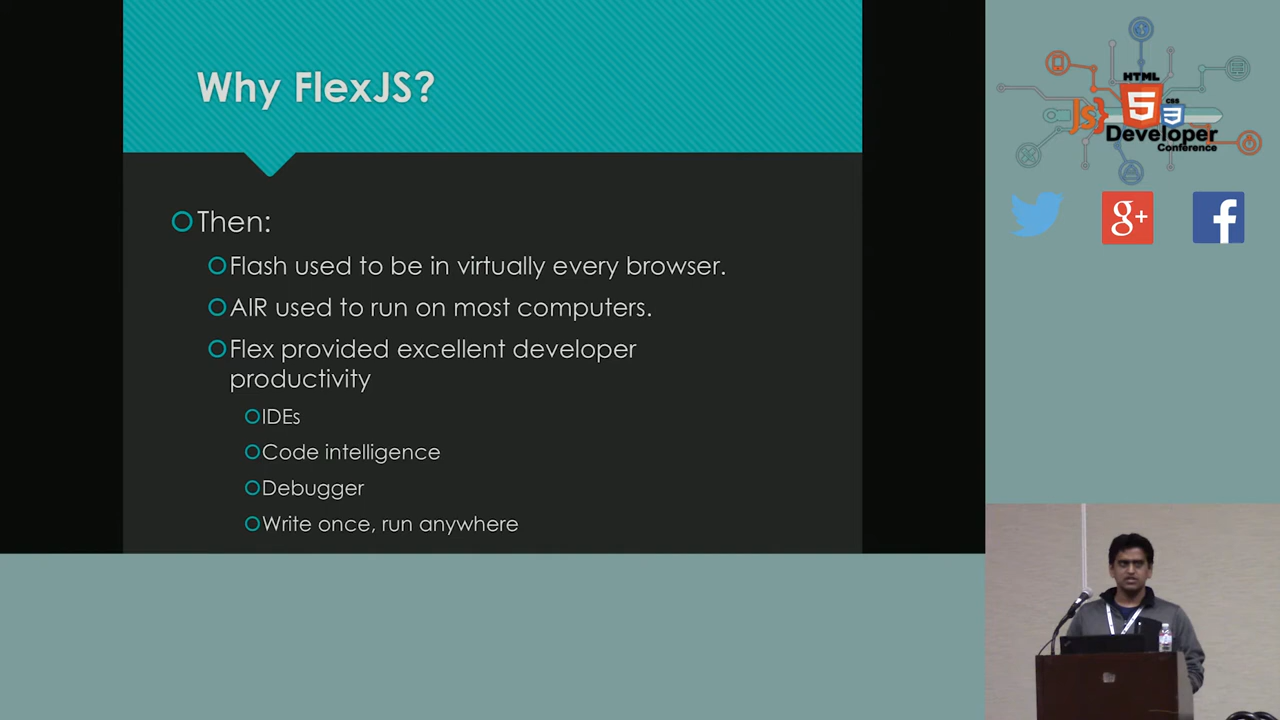 Why FlexJS?
Then:
Flash used to be in virtually every browser.
AIR used to run on most computers.
Flex provided excellent developer
productivity
IDEs
Code intelligence
Debugger
Write once, run anywhere
HTML
5
JS}
CSS
3
Developer
Conference
g+
f